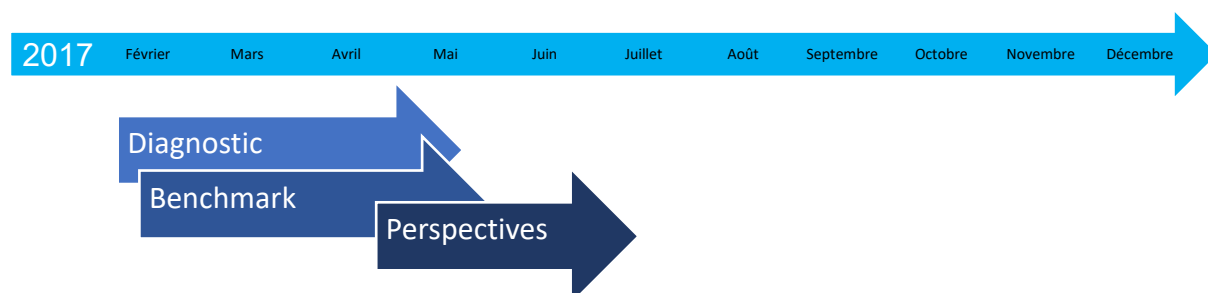 2017 Février Mars Avril Mai Juin Juillet Août Septembre Octobre Novembre Décembre
Diagnostic
Benchmark
Perspectives